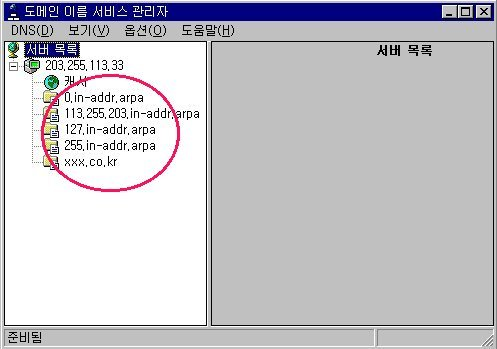 도메인 이름 서비스 관리자
DNS(D) 보기(V) 옵션(O) 도움말(H)
서버 목록
203,255,113,33
캐시
0,in-addr,arpa
113,255,203,in-addr,arpa
127,in-addr,arpa
255,in-addr,arpa
xxx,co,kr
서버 목록
준비됨